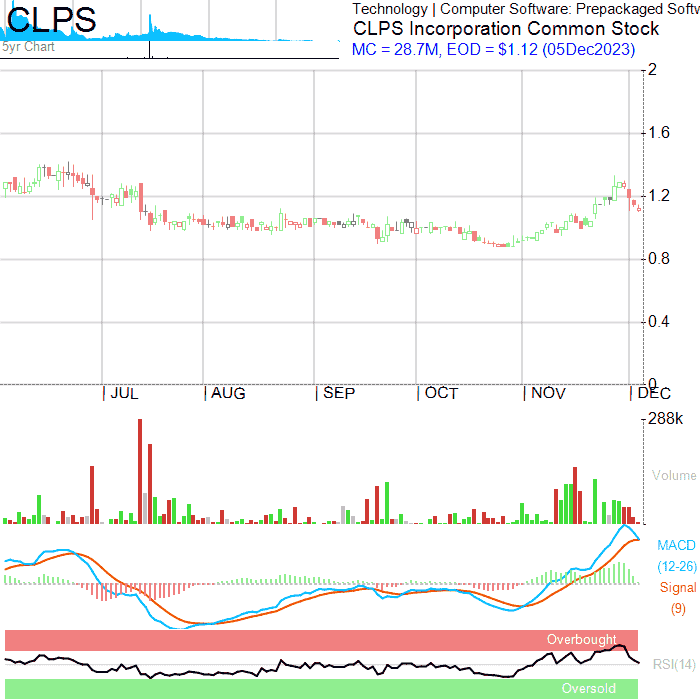 CLPS
5yr Chart
Technology | Computer Software: Prepackaged Softw
CLPS Incorporation Common Stock
MC = 28.7M, EOD = $1.12 (05Dec2023)
2
1.6
1.2
0.8
0.4
0
JUL AUG SEP OCT NOV DEC
288k
Volume
MACD
(12-26)
Signal
(9)
Overbought
RSI(14)
Oversold